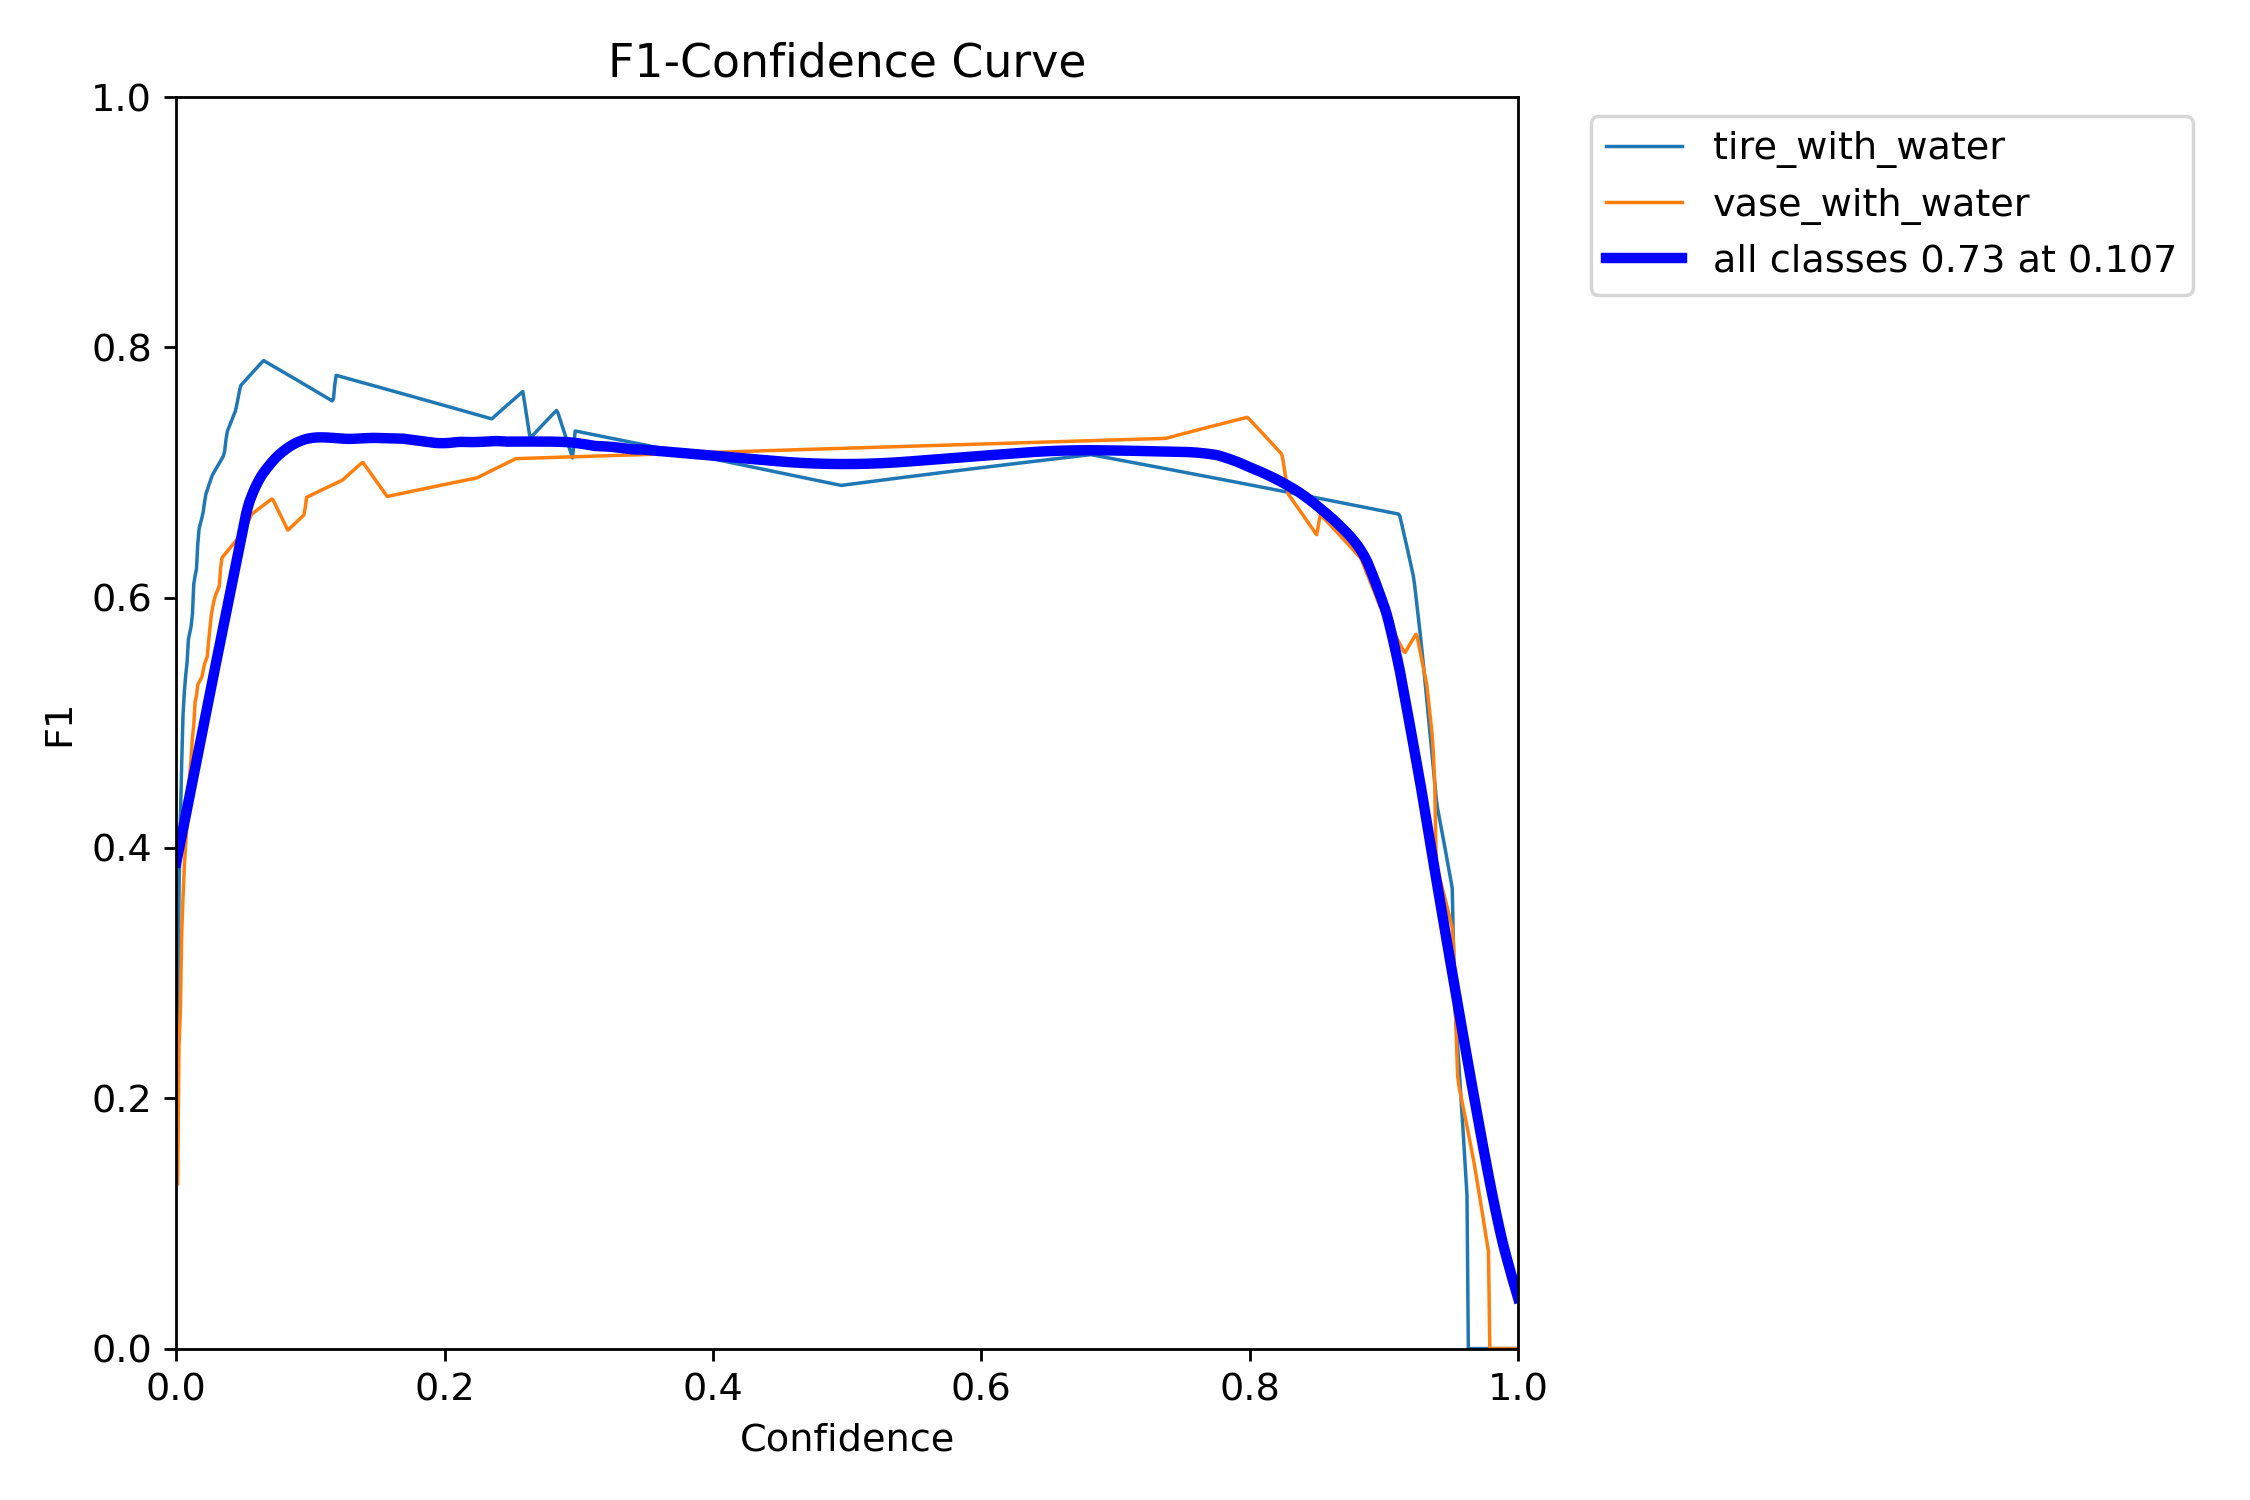 F1-Confidence Curve
1.0
0.8
0.6
0.4
0.2
0.0
F1
0.0 0.2 0.4 0.6 0.8 1.0
Confidence
tire_with_water
vase_with_water
all classes 0.73 at 0.107